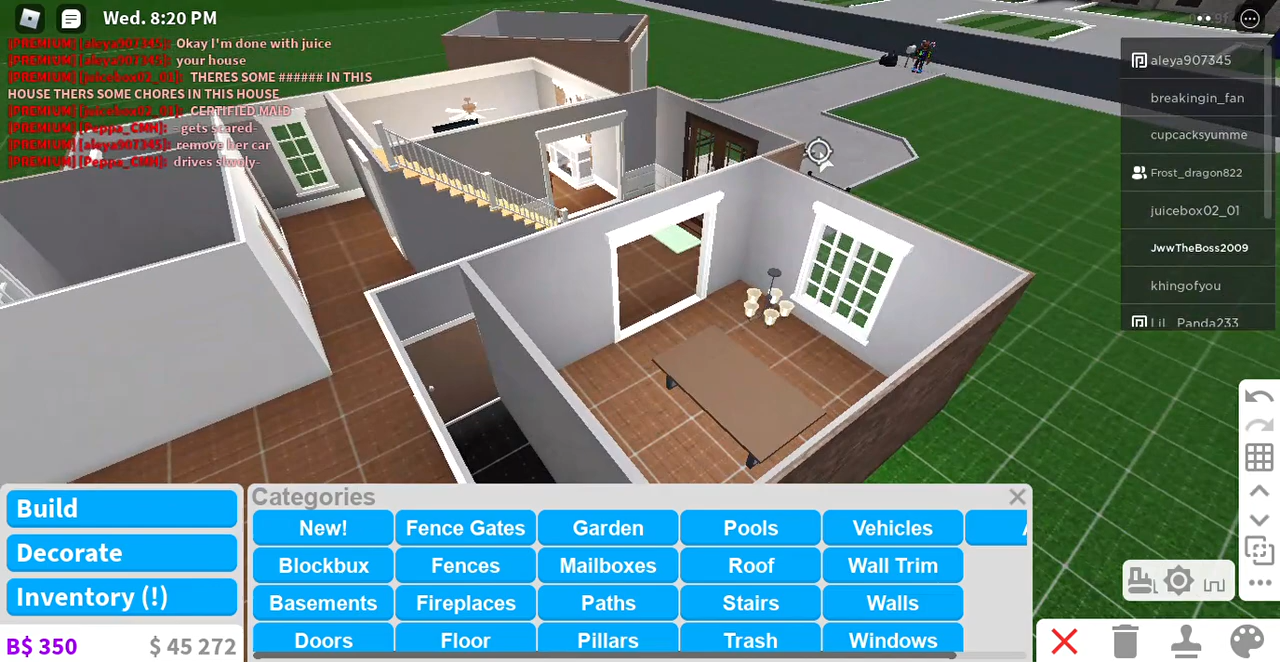 Wed. 8:20 PM
[PREMIUM] [aleya907345]: Okay I'm done with juice
[PREMIUM] [aleya907345]: your house
[PREMIUM] [juicebox02_01]: THERES SOME ###### IN THIS
HOUSE THERS SOME CHORES IN THIS HOUSE
[PREMIUM] [juicebox02_01]: CERTIFIED MAID
[PREMIUM] [Peppa_CMH]: -gets scared-
[PREMIUM] [aleya907345]: remove her car
[PREMIUM] [Peppa_CMH]: drives slwoly-
aleya907345
breakingin_fan
cupcacksyumme
Frost_dragon822
juicebox02_01
JwwTheBoss2009
khingofyou
Lil_Panda233
Build
Decorate
Inventory (!)
B$ 350 $ 45 272
Categories
New! Fence Gates Garden Pools Vehicles
Blockbux Fences Mailboxes Roof Wall Trim
Basements Fireplaces Paths Stairs Walls
Doors Floor Pillars Trash Windows